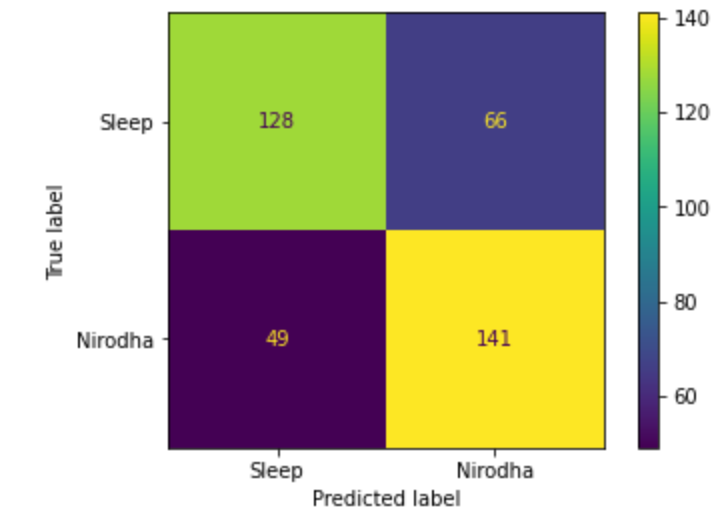 140
120
100
80
60
Sleep
128
66
True label
Nirodha
49
141
Sleep
Nirodha
Predicted label